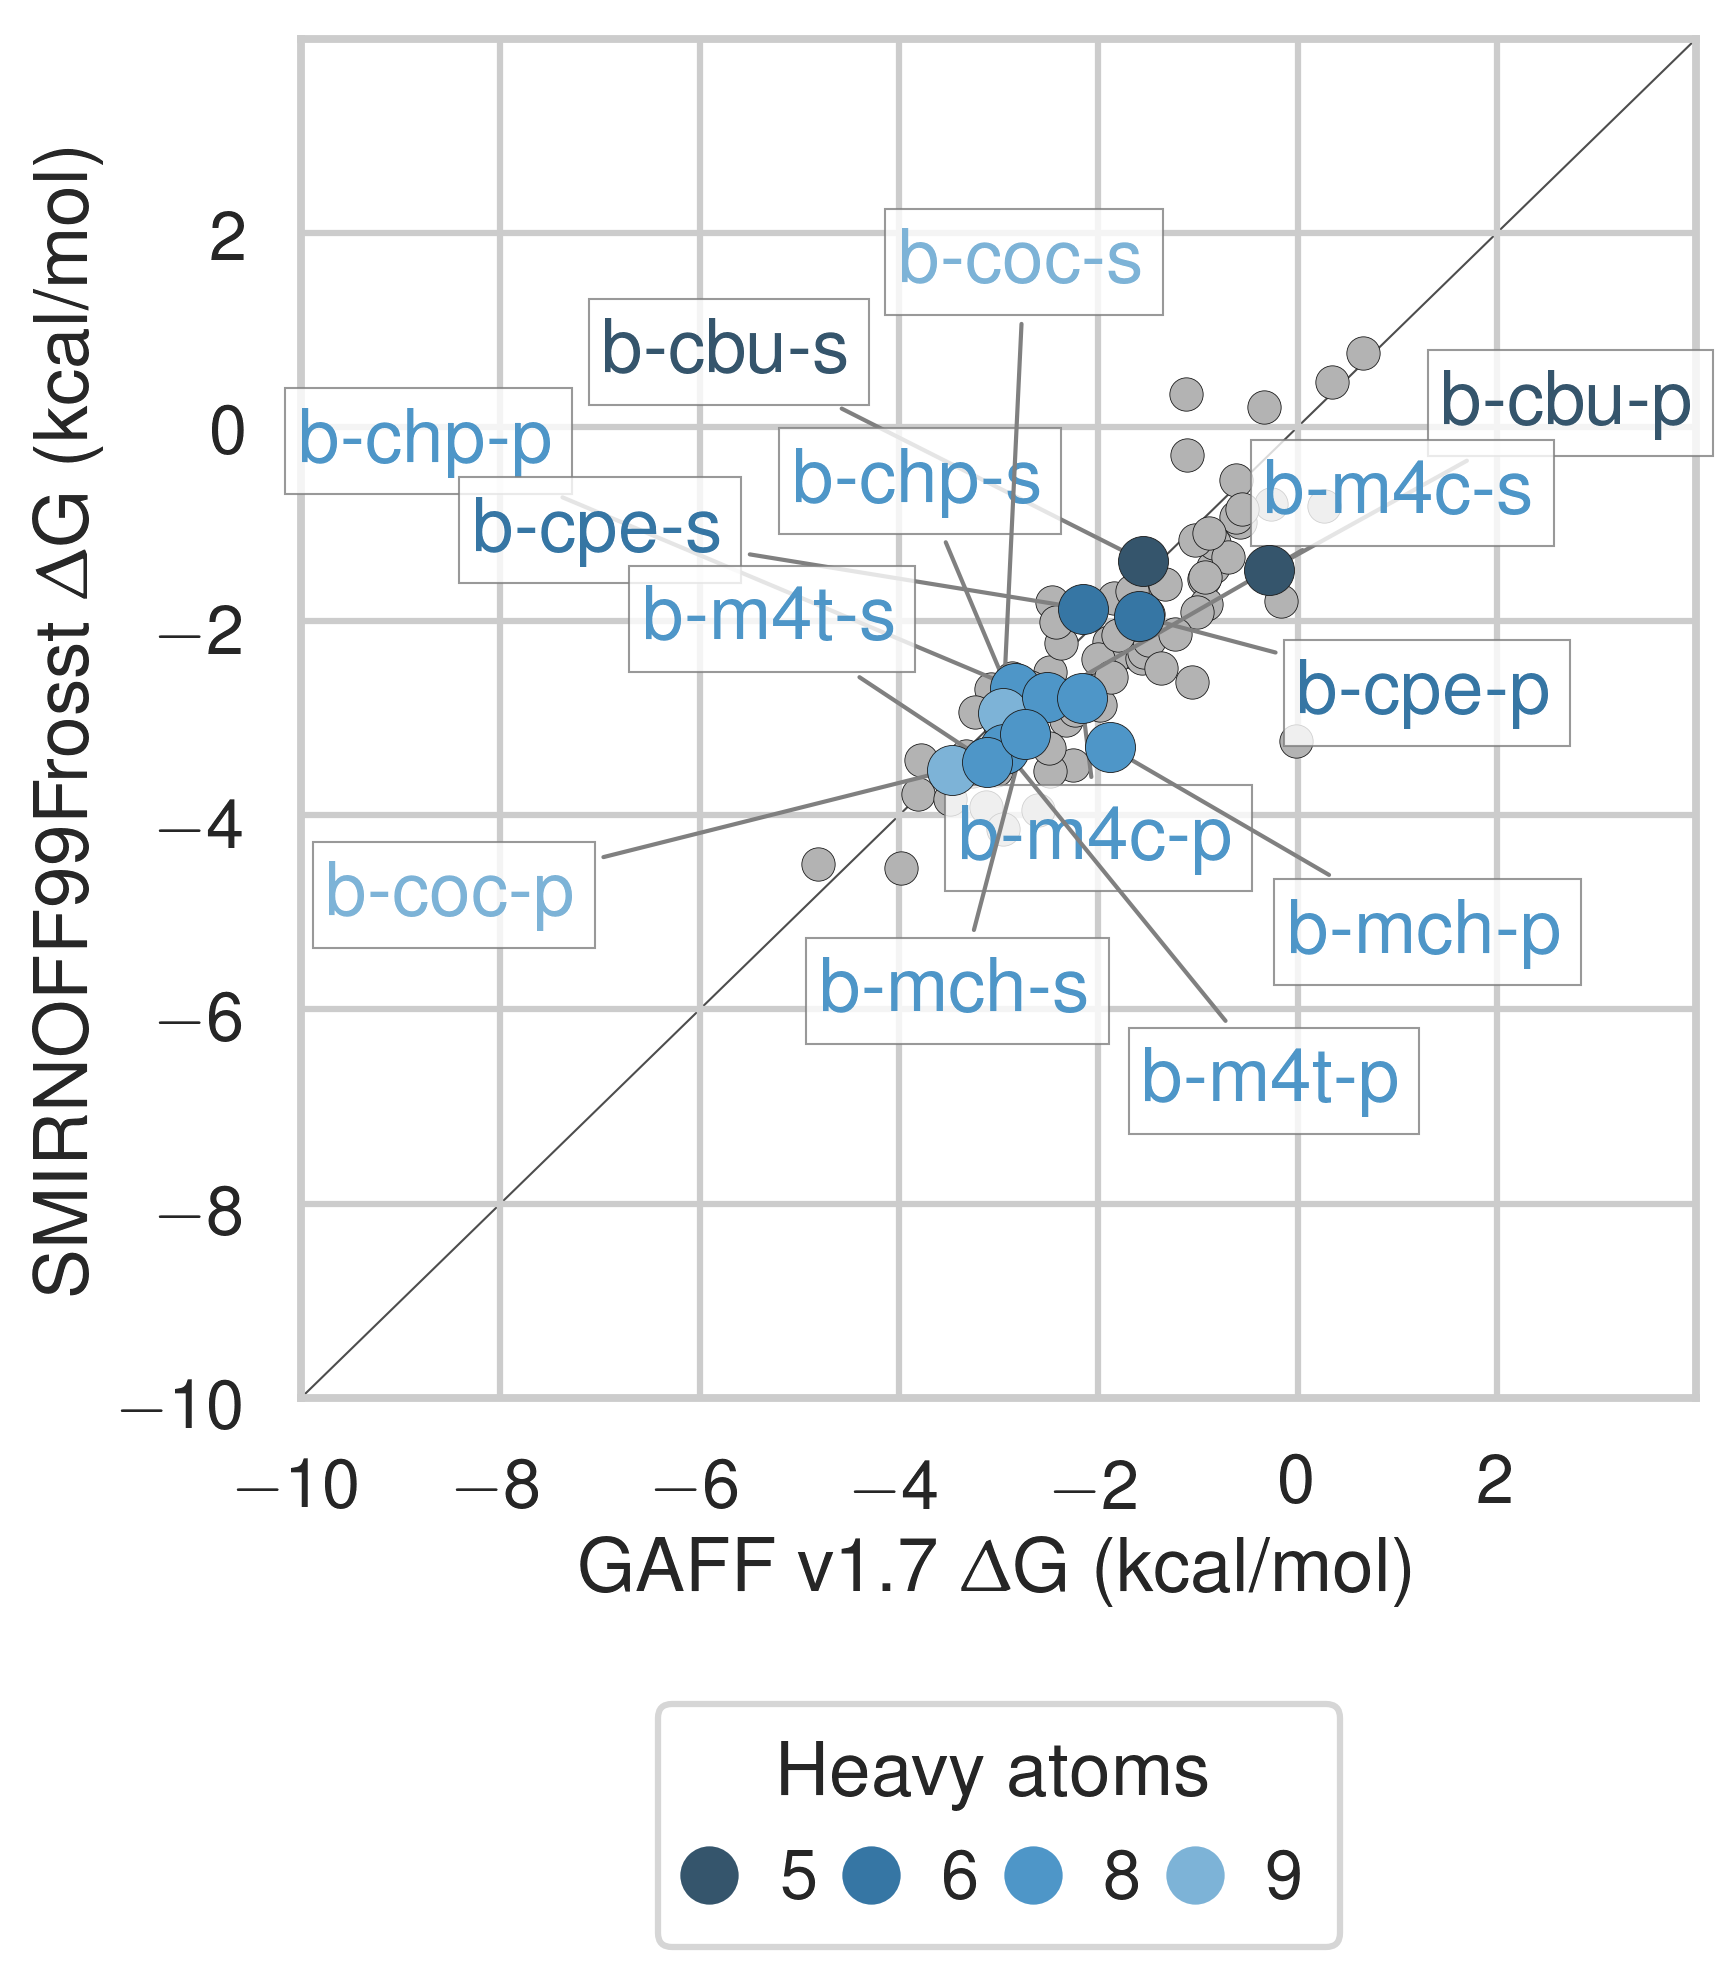 b-coc-s
b-cbu-s
b-cbu-p
b-chp-p
b-chp-s
b-m4c-s
b-cpe-s
b-m4t-s
b-cpe-p
b-m4c-p
b-coc-p
b-mch-p
b-mch-s
b-m4t-p
2
0
−2
−4
−6
−8
−10
SMIRNOFF99Frosst ΔG (kcal/mol)
−10 −8 −6 −4 −2 0 2
GAFF v1.7 ΔG (kcal/mol)
Heavy atoms
5 6 8 9